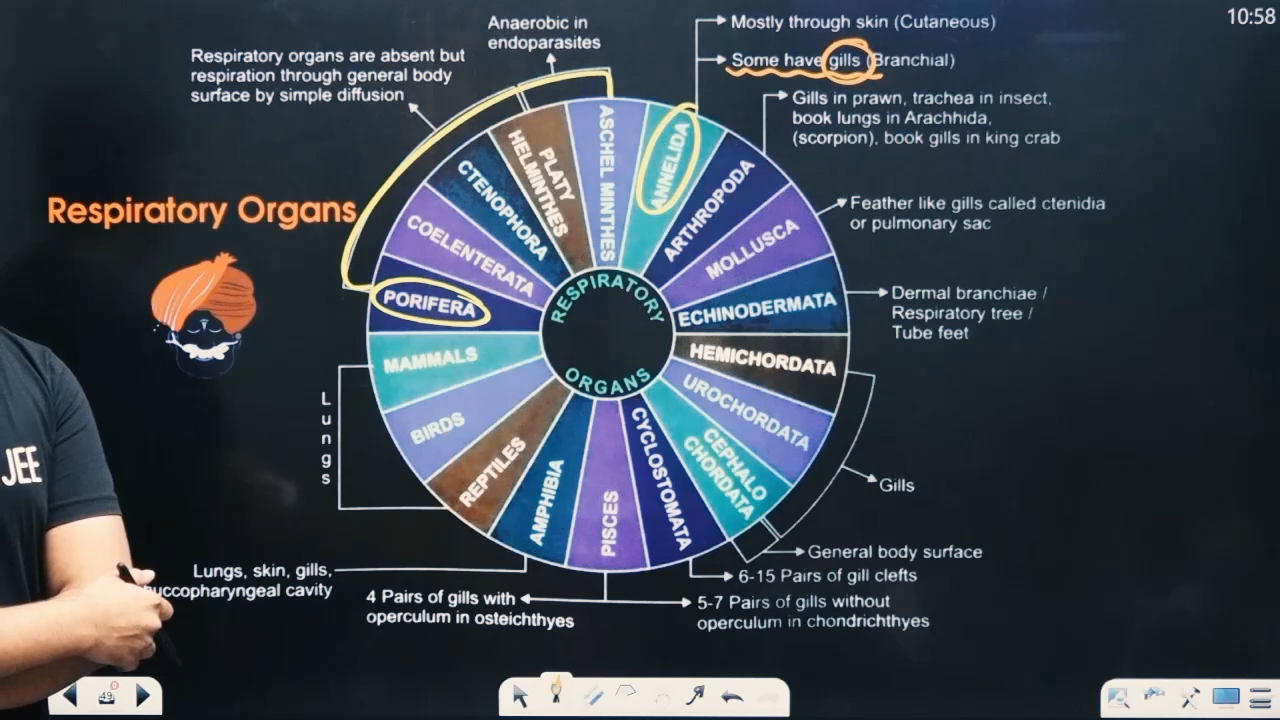 10:58
Anaerobic in
endoparasites
Respiratory organs are absent but
respiration through general body
surface by simple diffusion
Mostly through skin (Cutaneous)
Some have gills (Branchial)
Gills in prawn, trachea in insect,
book lungs in Arachhida,
(scorpion), book gills in king crab
Feather like gills called ctenidia
or pulmonary sac
Dermal branchiae /
Respiratory tree /
Tube feet
Respiratory Organs
PORIFERA
COELENTERATA
CTENOPHORA
PLATY
HELMINTHES
ASCHEL MINTHES
ANNELIDA
ARTHROPODA
MOLLUSCA
ECHINODERMATA
HEMICHORDATA
UROCHORDATA
CEPHALO
CHORDATA
CYCLOSTOMATA
PISCES
AMPHIBIA
REPTILES
BIRDS
MAMMALS
RESPIRATORY
ORGANS
Lungs
JEE
Gills
General body surface
6-15 Pairs of gill clefts
5-7 Pairs of gills without
operculum in chondrichthyes
4 Pairs of gills with
operculum in osteichthyes
Lungs, skin, gills,
uccopharyngeal cavity
49